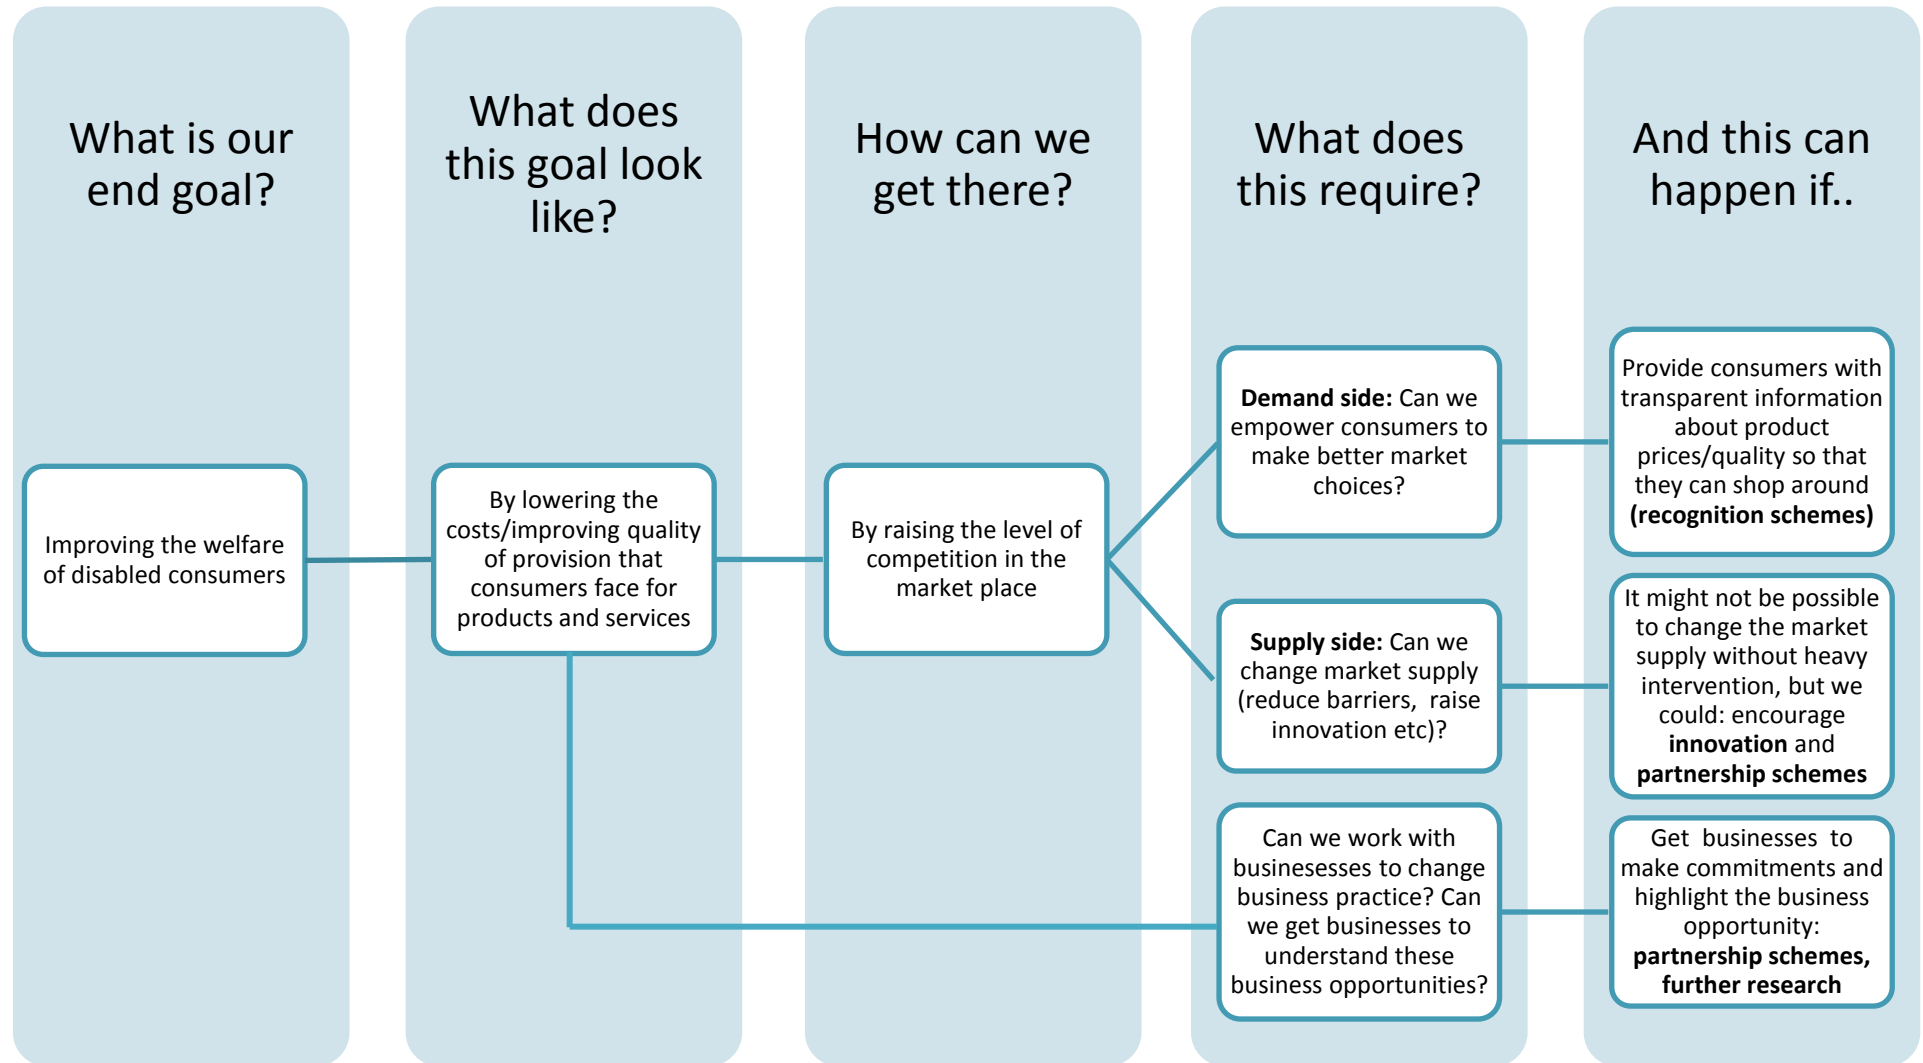 What is our
end goal?
What does
this goal look
like?
How can we
get there?
What does
this require?
And this can
happen if..
Improving the welfare
of disabled consumers
By lowering the
costs/improving quality
of provision that
consumers face for
products and services
By raising the level of
competition in the
market place
Demand side: Can we
empower consumers to
make better market
choices?
Supply side: Can we
change market supply
(reduce barriers, raise
innovation etc)?
Can we work with
businesesses to change
business practice? Can
we get businesses to
understand these
business opportunities?
Provide consumers with
transparent information
about product
prices/quality so that
they can shop around
(recognition schemes)
It might not be possible
to change the market
supply without heavy
intervention, but we
could: encourage
innovation and
partnership schemes
Get businesses to
make commitments and
highlight the business
opportunity:
partnership schemes,
further research